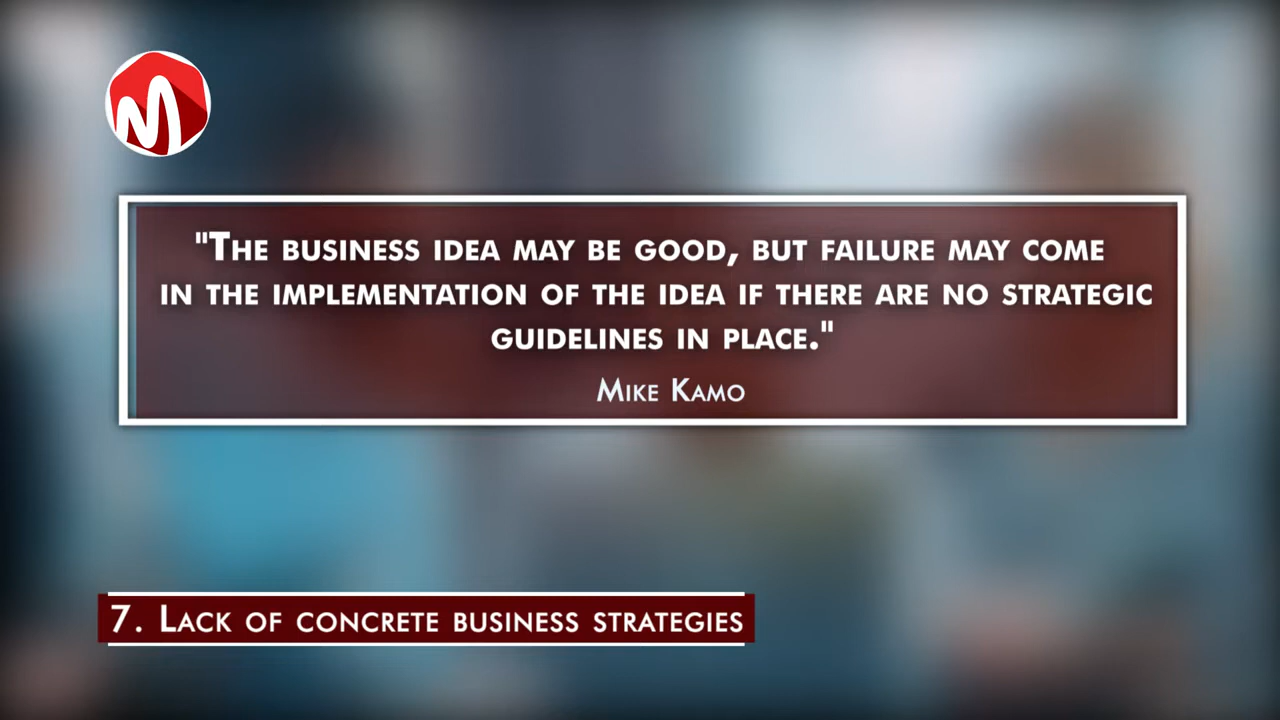 "The business idea may be good, but failure may come
in the implementation of the idea if there are no strategic
guidelines in place."
Mike Kamo
7. Lack of concrete business strategies